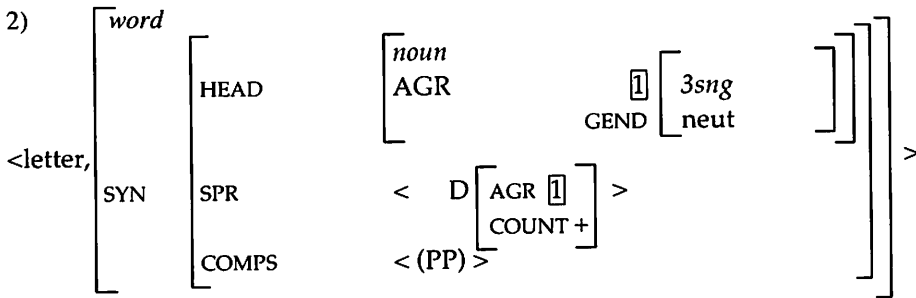 2) word
noun
HEAD AGR 1 3sng
GEND neut
<letter,
SYN SPR < D AGR 1 > >
COUNT +
COMPS < (PP) >